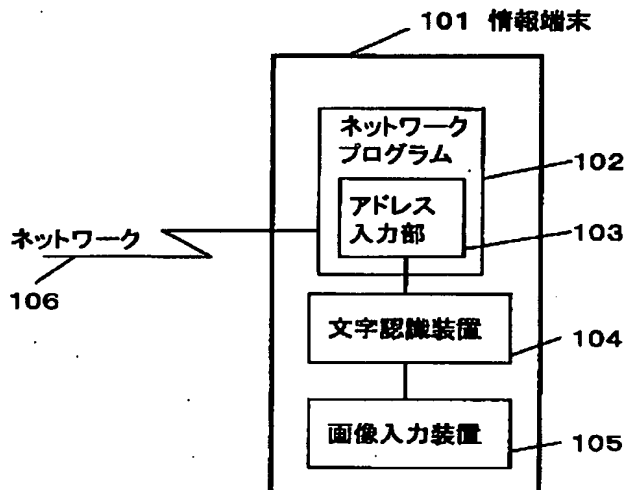 101 情報端末
ネットワーク
プログラム
102
アドレス
入力部
103
ネットワーク
106
文字認識装置
104
画像入力装置
105